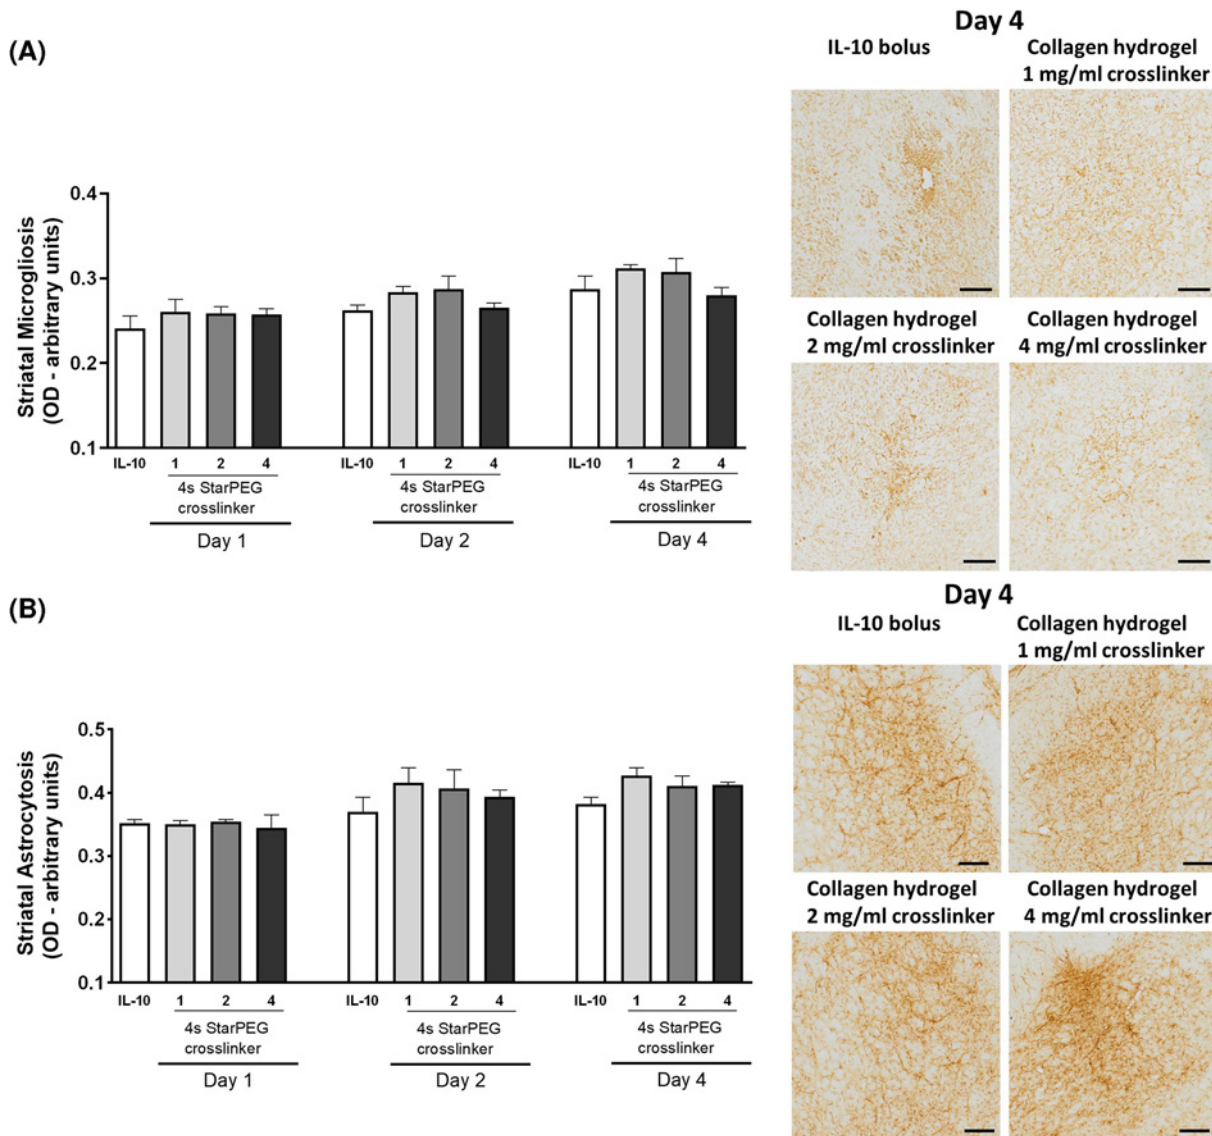 (A)
Day 4
IL-10 bolus
Collagen hydrogel
1 mg/ml crosslinker
Striatal Microgliosis
(OD - arbitrary units)
0.4
0.3
0.2
0.1
IL-10 1 2 4 IL-10 1 2 4 IL-10 1 2 4
4s StarPEG 4s StarPEG 4s StarPEG
crosslinker crosslinker crosslinker
Day 1 Day 2 Day 4
Collagen hydrogel
2 mg/ml crosslinker
Collagen hydrogel
4 mg/ml crosslinker
(B)
Day 4
IL-10 bolus
Collagen hydrogel
1 mg/ml crosslinker
Striatal Astrocytosis
(OD - arbitrary units)
0.5
0.4
0.3
0.2
0.1
IL-10 1 2 4 IL-10 1 2 4 IL-10 1 2 4
4s StarPEG 4s StarPEG 4s StarPEG
crosslinker crosslinker crosslinker
Day 1 Day 2 Day 4
Collagen hydrogel
2 mg/ml crosslinker
Collagen hydrogel
4 mg/ml crosslinker